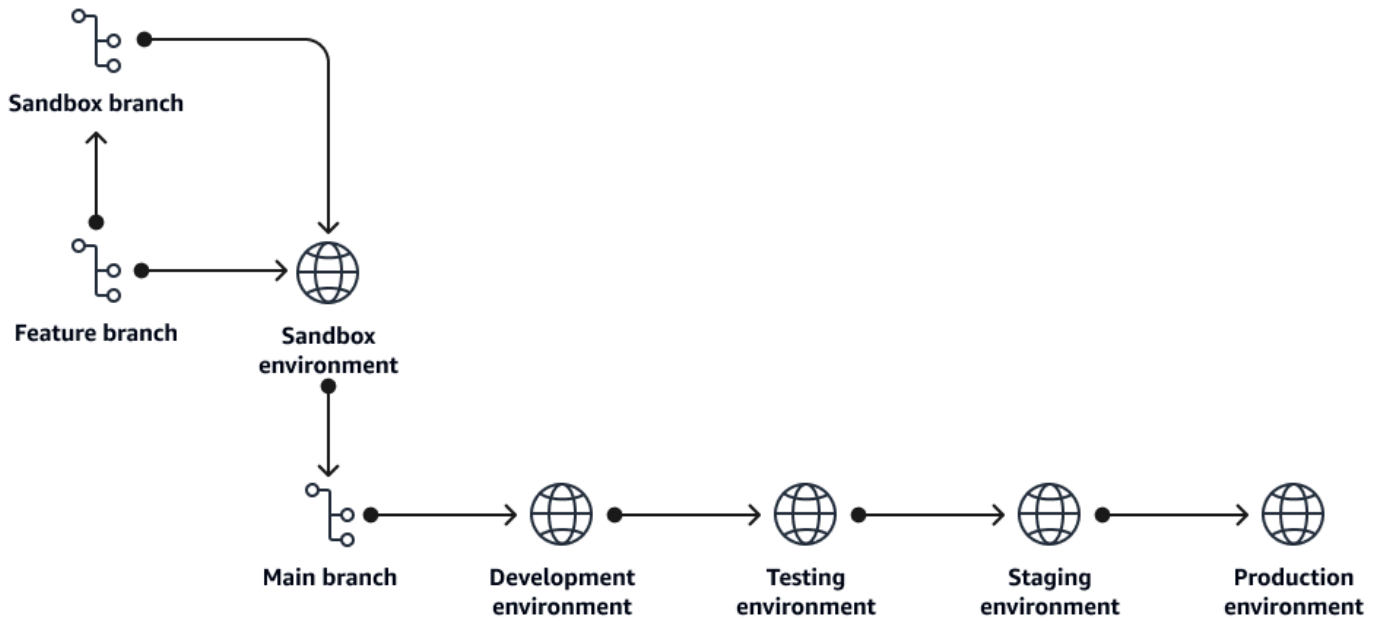 Sandbox branch
Feature branch
Sandbox
environment
Main branch
Development
environment
Testing
environment
Staging
environment
Production
environment